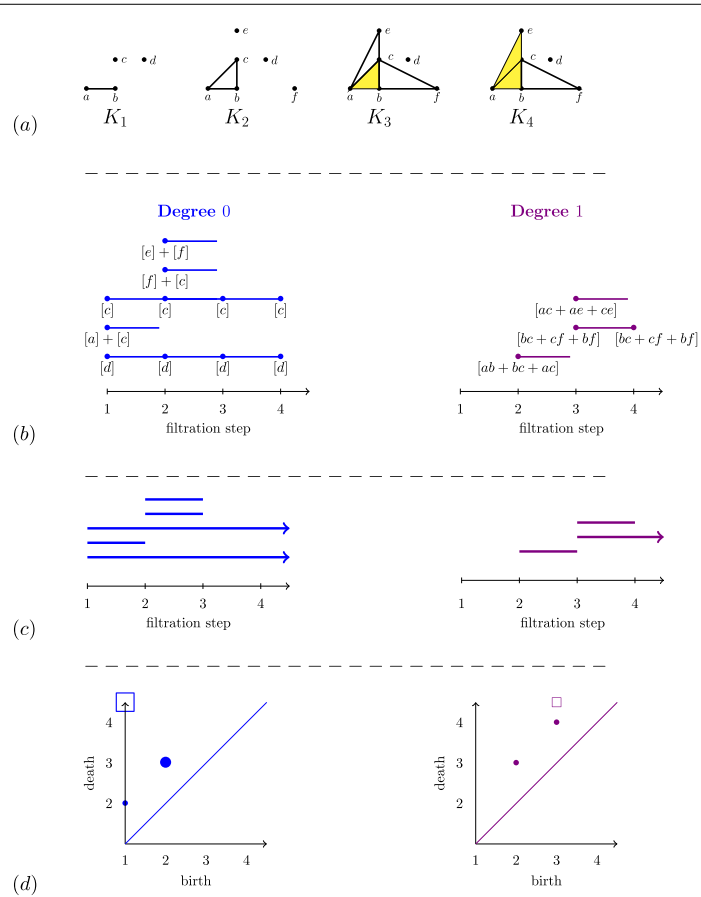 e e e
c d c d c d c d
a b a b f a b f a b f
(a) K₁ K₂ K₃ K₄
Degree 0 Degree 1
[e] + [f]
[f] + [c] [ac + ae + ce]
[c] [c] [c] [c]
[a] + [c] [bc + cf + bf] [bc + cf + bf]
[d] [d] [d] [d] [ab + bc + ac]
1 2 3 4 1 2 3 4
filtration step filtration step
(b)
1 2 3 4 1 2 3 4
filtration step filtration step
(c)
4 4
3 3
death death
2 2
1 2 3 4 1 2 3 4
birth birth
(d)